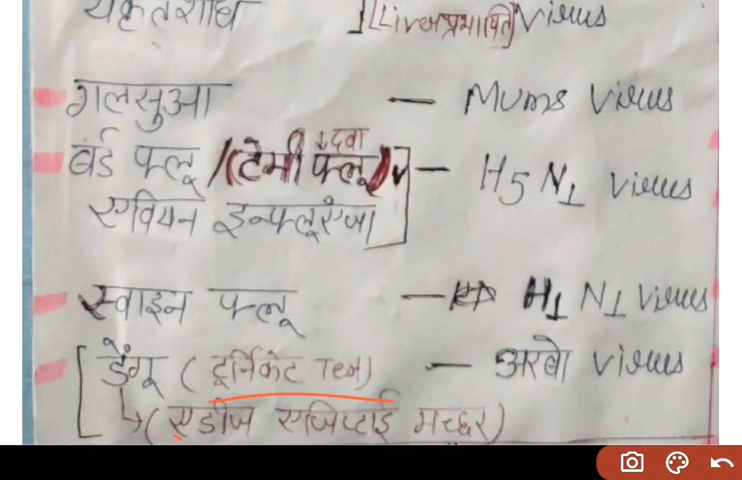 यकृतशोथ ] [Liver प्रभावित] Virus
गलसुआ — Mums Virus
↓दवा
बर्ड फ्लू / (टेमी फ्लू) — H5 N1 Virus
एवियन इन्फ्लूएंजा
स्वाइन फ्लू — H1 N1 Virus
डेंगू ( टूर्निकेट Test) — अरबो Virus
↳ ( एडीज एजिप्टाई मच्छर )